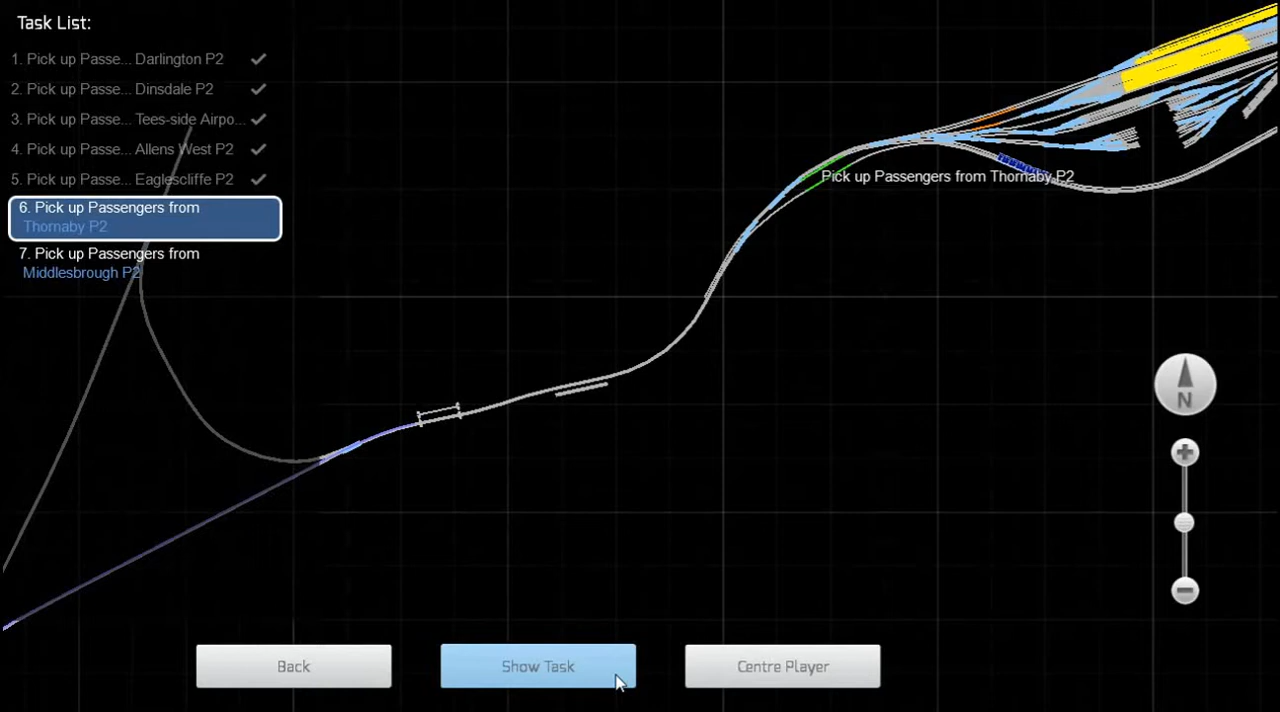 Task List:
1. Pick up Passe... Darlington P2
2. Pick up Passe... Dinsdale P2
3. Pick up Passe... Tees-side Airpo...
4. Pick up Passe... Allens West P2
5. Pick up Passe... Eaglescliffe P2
6. Pick up Passengers from
Thornaby P2
7. Pick up Passengers from
Middlesbrough P2
Pick up Passengers from Thornaby P2
N
Back
Show Task
Centre Player